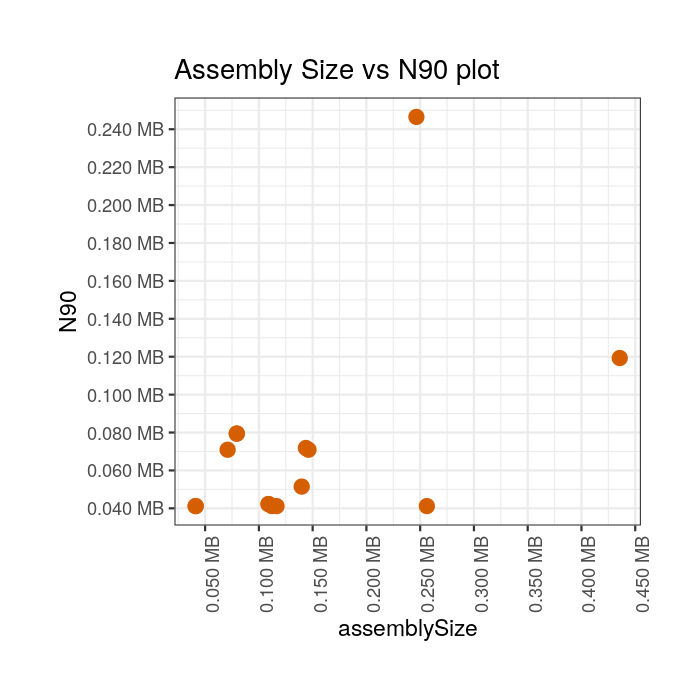 Assembly Size vs N90 plot
0.240 MB
0.220 MB
0.200 MB
0.180 MB
0.160 MB
0.140 MB
0.120 MB
0.100 MB
0.080 MB
0.060 MB
0.040 MB
N90
0.050 MB
0.100 MB
0.150 MB
0.200 MB
0.250 MB
0.300 MB
0.350 MB
0.400 MB
0.450 MB
assemblySize